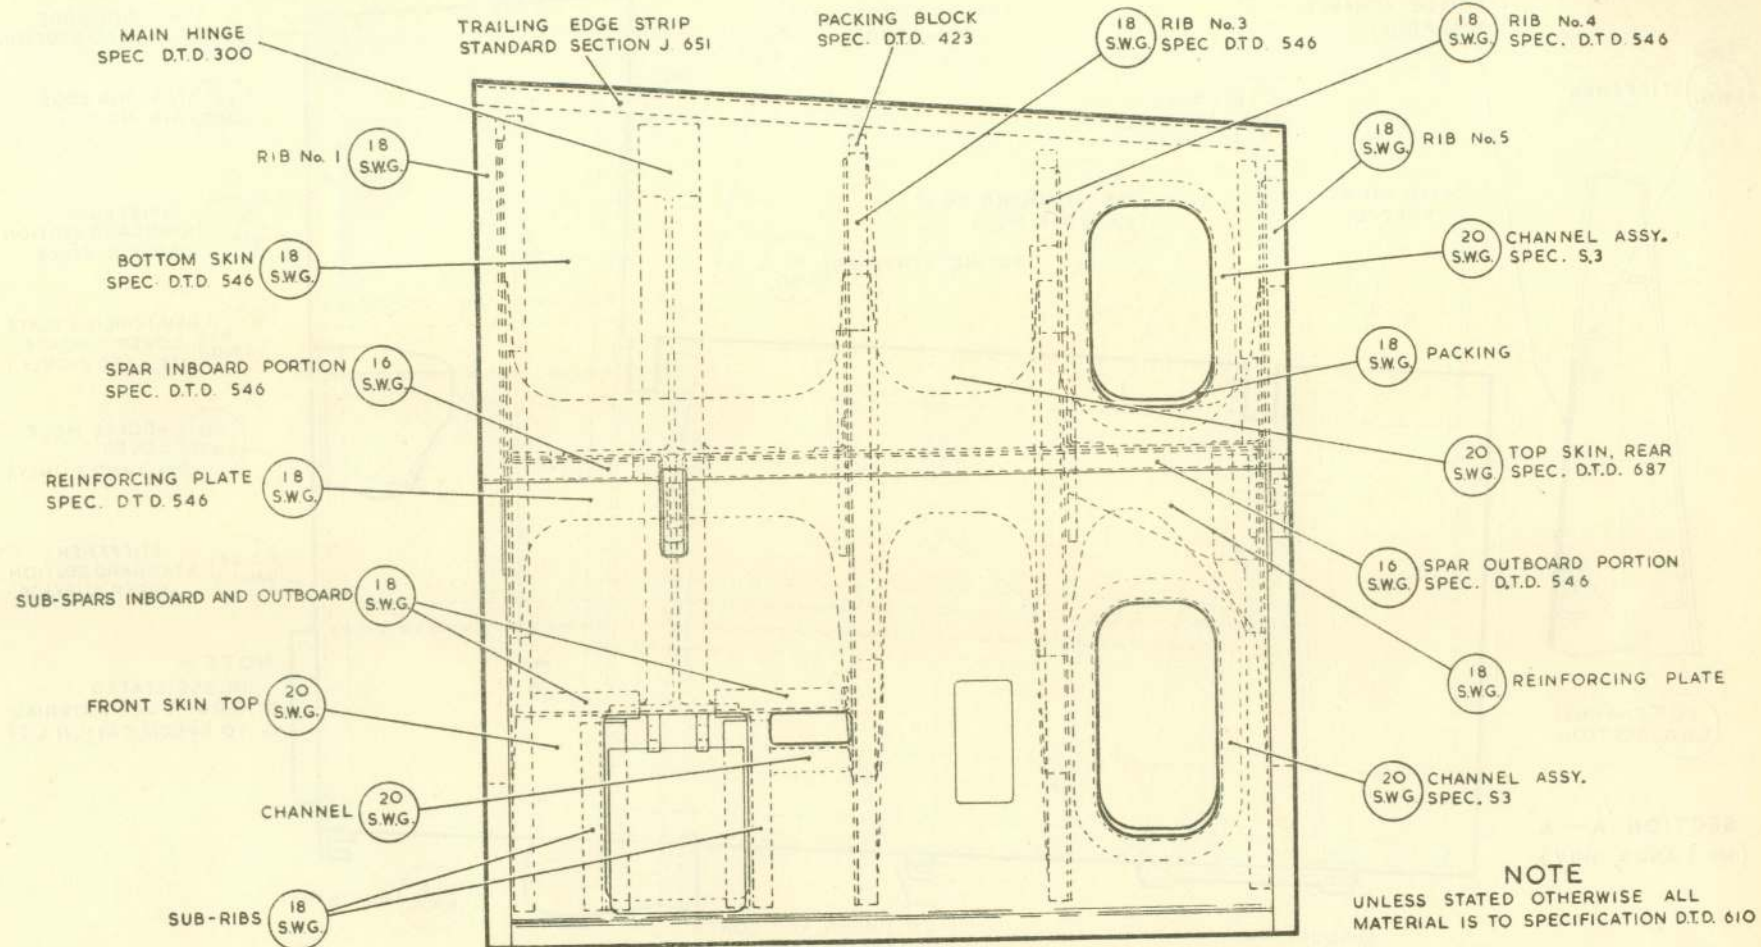 MAIN HINGE
SPEC D.T.D. 300
TRAILING EDGE STRIP
STANDARD SECTION J. 651
PACKING BLOCK
SPEC. D.T.D. 423
18
S.W.G.
RIB No.3
SPEC D.T.D. 546
18
S.W.G.
RIB No.4
SPEC. D.T.D. 546
RIB No. 1
18
S.W.G.
18
S.W.G.
RIB No.5
BOTTOM SKIN
SPEC. D.T.D. 546
18
S.W.G.
20
S.W.G.
CHANNEL ASSY.
SPEC. S.3
SPAR INBOARD PORTION
SPEC. D.T.D. 546
16
S.W.G.
18
S.W.G.
PACKING
REINFORCING PLATE
SPEC. D.T.D. 546
18
S.W.G.
20
S.W.G.
TOP SKIN, REAR
SPEC. D.T.D. 687
SUB-SPARS INBOARD AND OUTBOARD
18
S.W.G.
16
S.W.G.
SPAR OUTBOARD PORTION
SPEC. D.T.D. 546
FRONT SKIN TOP
20
S.W.G.
18
S.W.G.
REINFORCING PLATE
CHANNEL
20
S.W.G.
20
S.W.G
CHANNEL ASSY.
SPEC. S3
SUB-RIBS
18
S.W.G.
NOTE
UNLESS STATED OTHERWISE ALL
MATERIAL IS TO SPECIFICATION D.T.D. 610